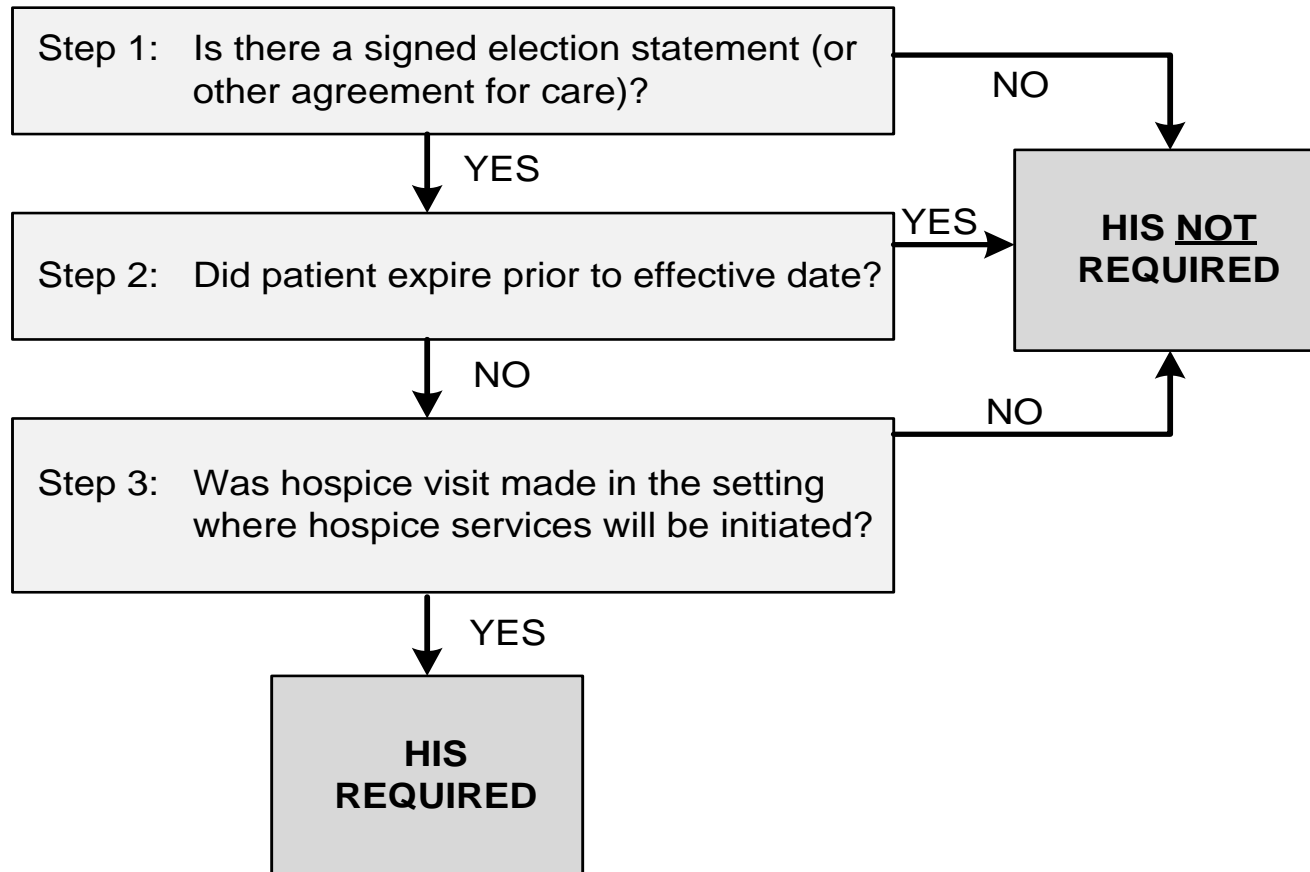 Step 1: Is there a signed election statement (or
other agreement for care)?
NO
YES
Step 2: Did patient expire prior to effective date?
YES
HIS NOT
REQUIRED
NO
Step 3: Was hospice visit made in the setting
where hospice services will be initiated?
NO
YES
HIS
REQUIRED